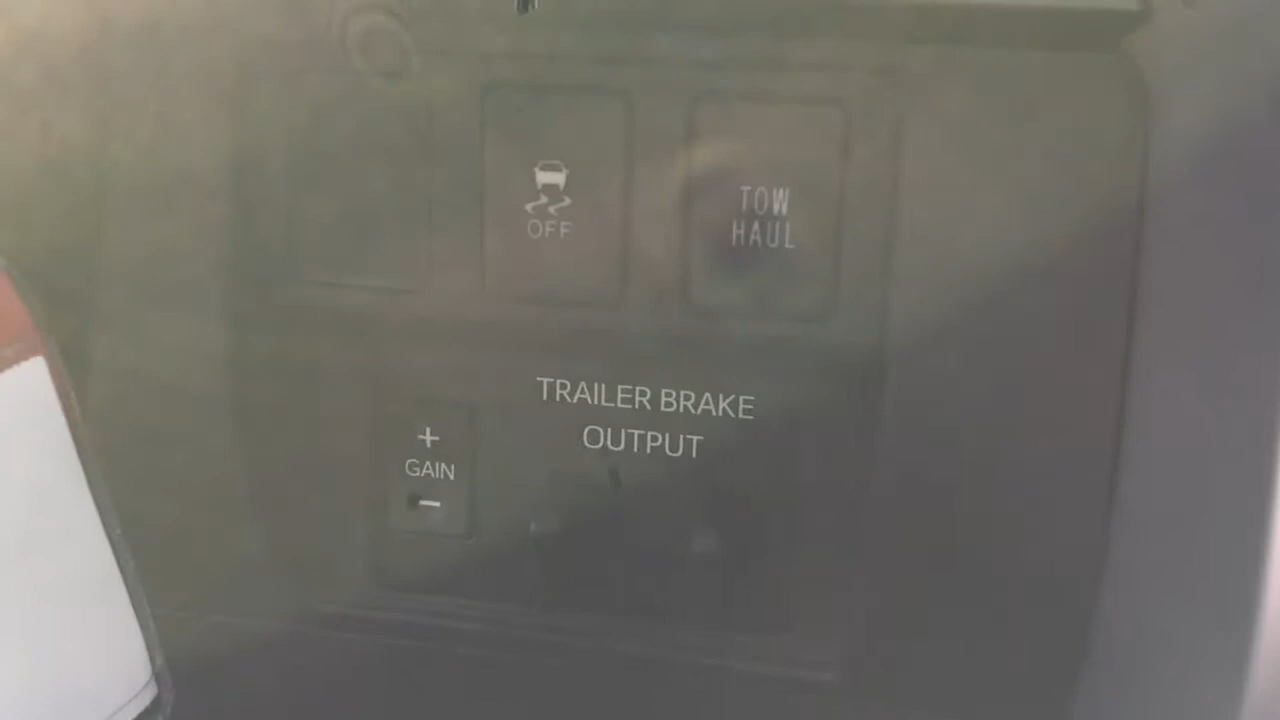 OFF
TOW
HAUL
TRAILER BRAKE
OUTPUT
+
GAIN
-